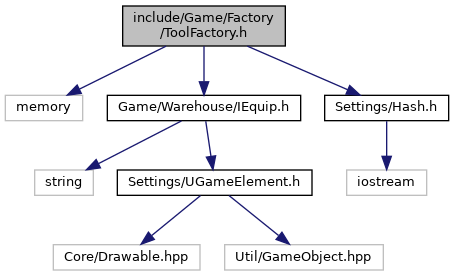 include/Game/Factory
/ToolFactory.h
memory
Game/Warehouse/IEquip.h
Settings/Hash.h
string
Settings/UGameElement.h
iostream
Core/Drawable.hpp
Util/GameObject.hpp